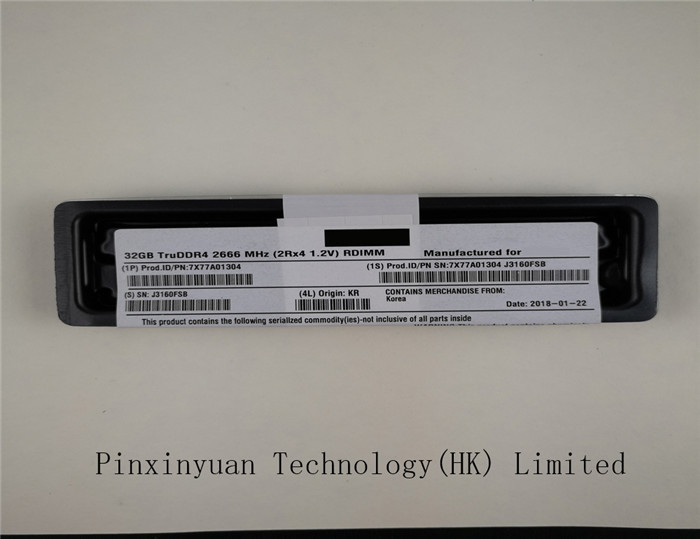 32GB TruDDR4 2666 MHz (2Rx4 1.2V) RDIMM Manufactured for
(1P) Prod.ID/PN:7X77A01304 (1S) Prod.ID/PN SN:7X77A01304 J3160FSB
(S) SN: J3160FSB (4L) Origin: KR CONTAINS MERCHANDISE FROM:
Korea
Date: 2018-01-22
This product contains the following serialized commodity(ies)-not inclusive of all parts inside
Pinxinyuan Technology(HK) Limited